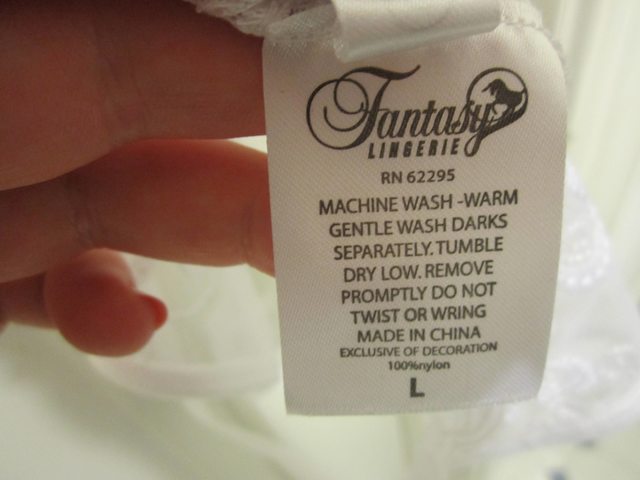 Fantasy
LINGERIE
RN 62295
MACHINE WASH -WARM
GENTLE WASH DARKS
SEPARATELY. TUMBLE
DRY LOW. REMOVE
PROMPTLY DO NOT
TWIST OR WRING
MADE IN CHINA
EXCLUSIVE OF DECORATION
100%nylon
L